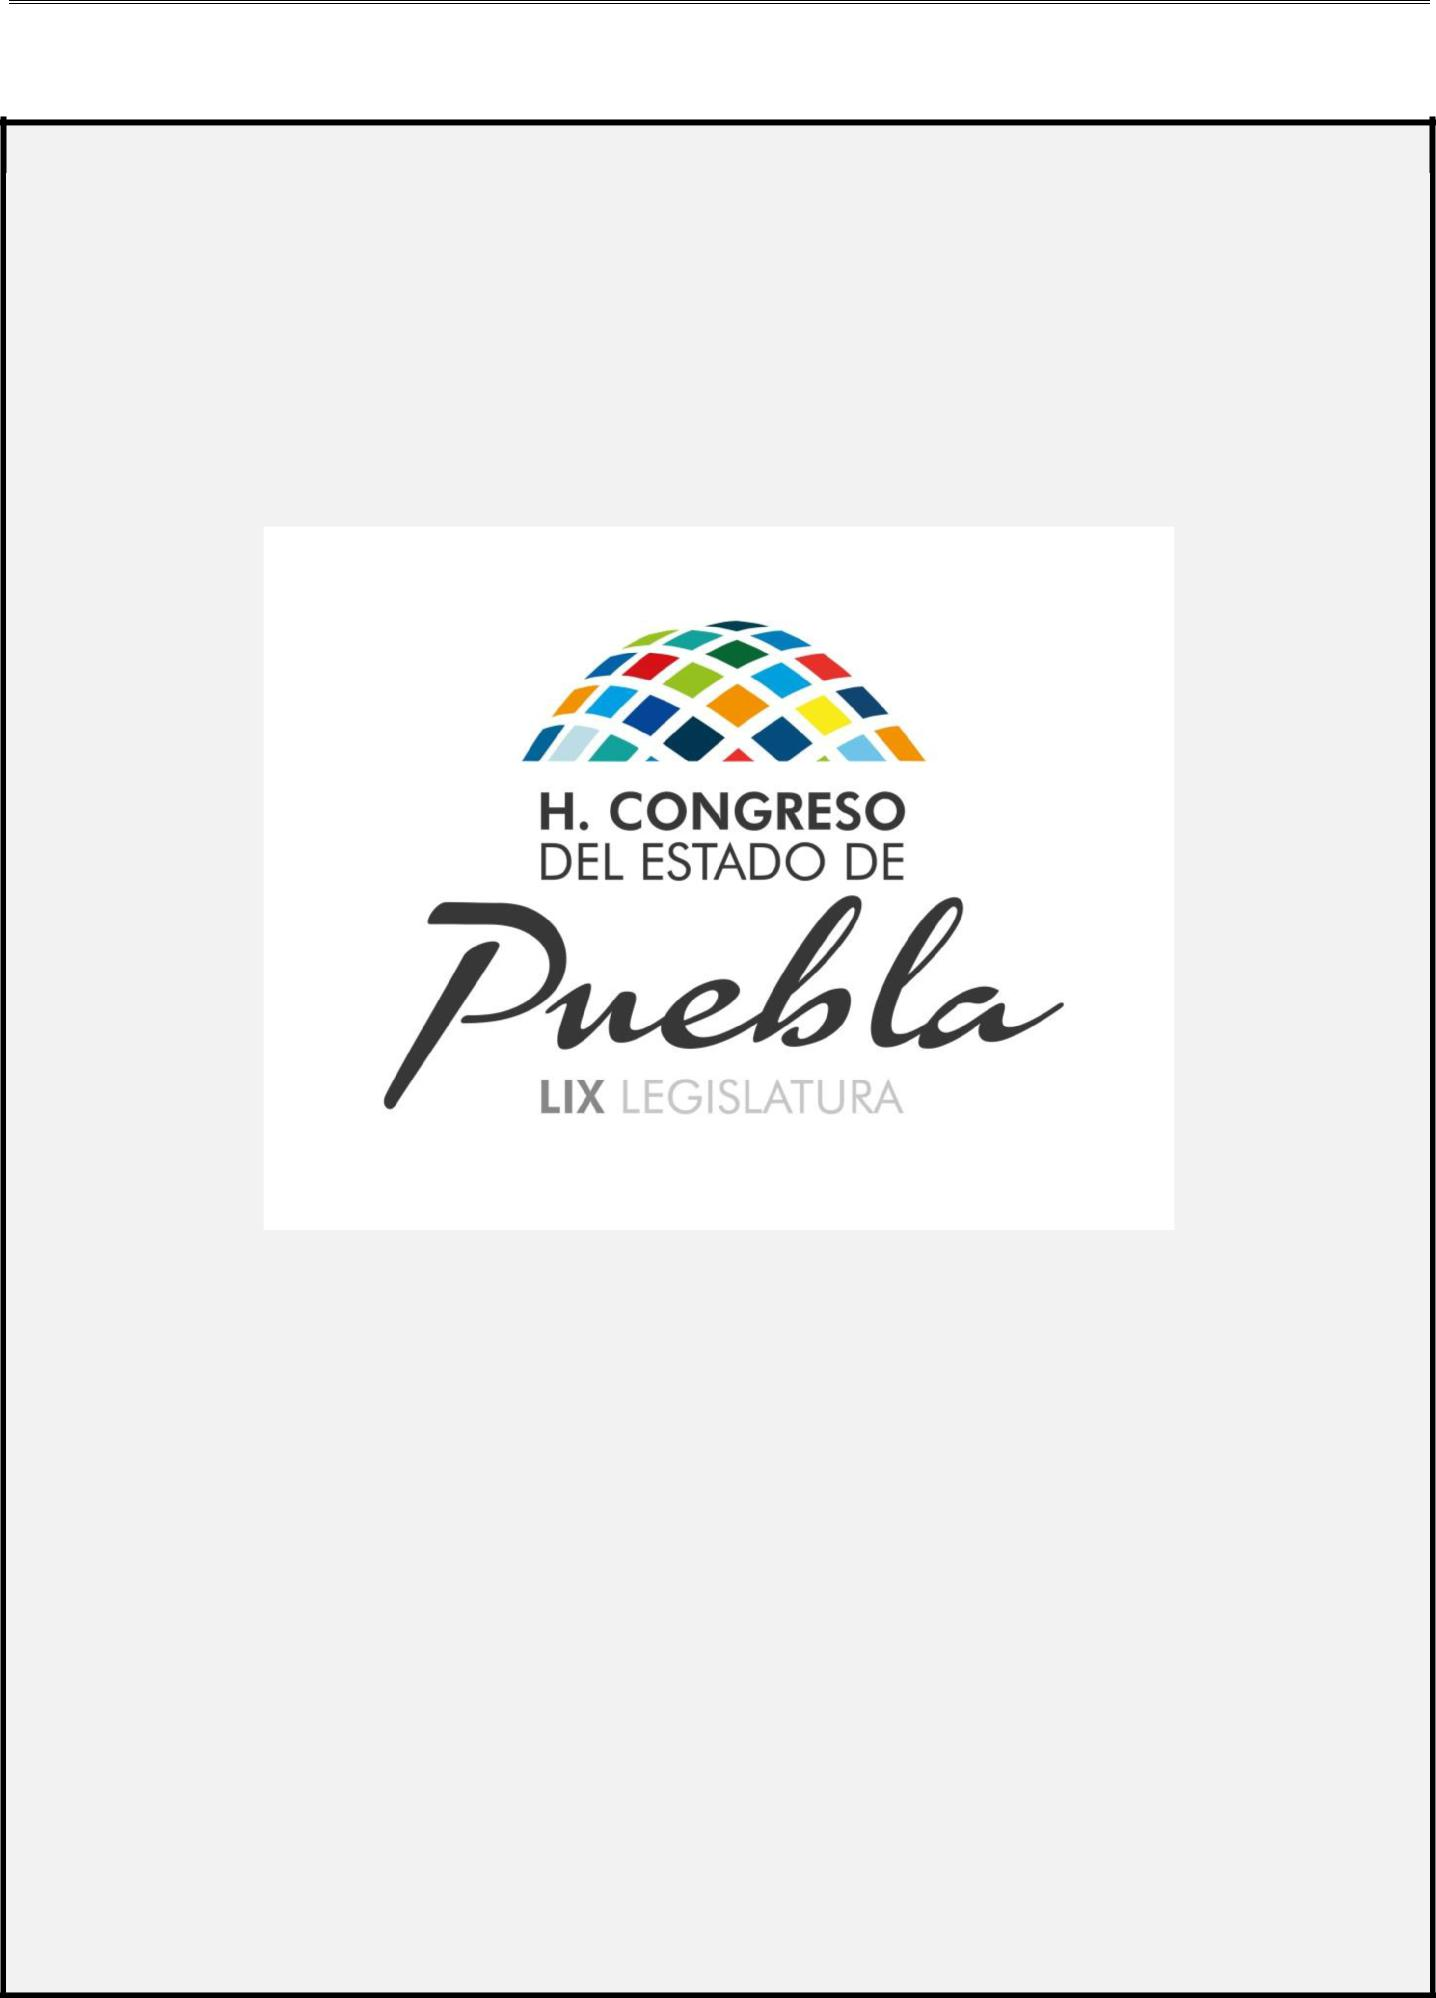 H. CONGRESO
DEL ESTADO DE
Puebla
LIX LEGISLATURA